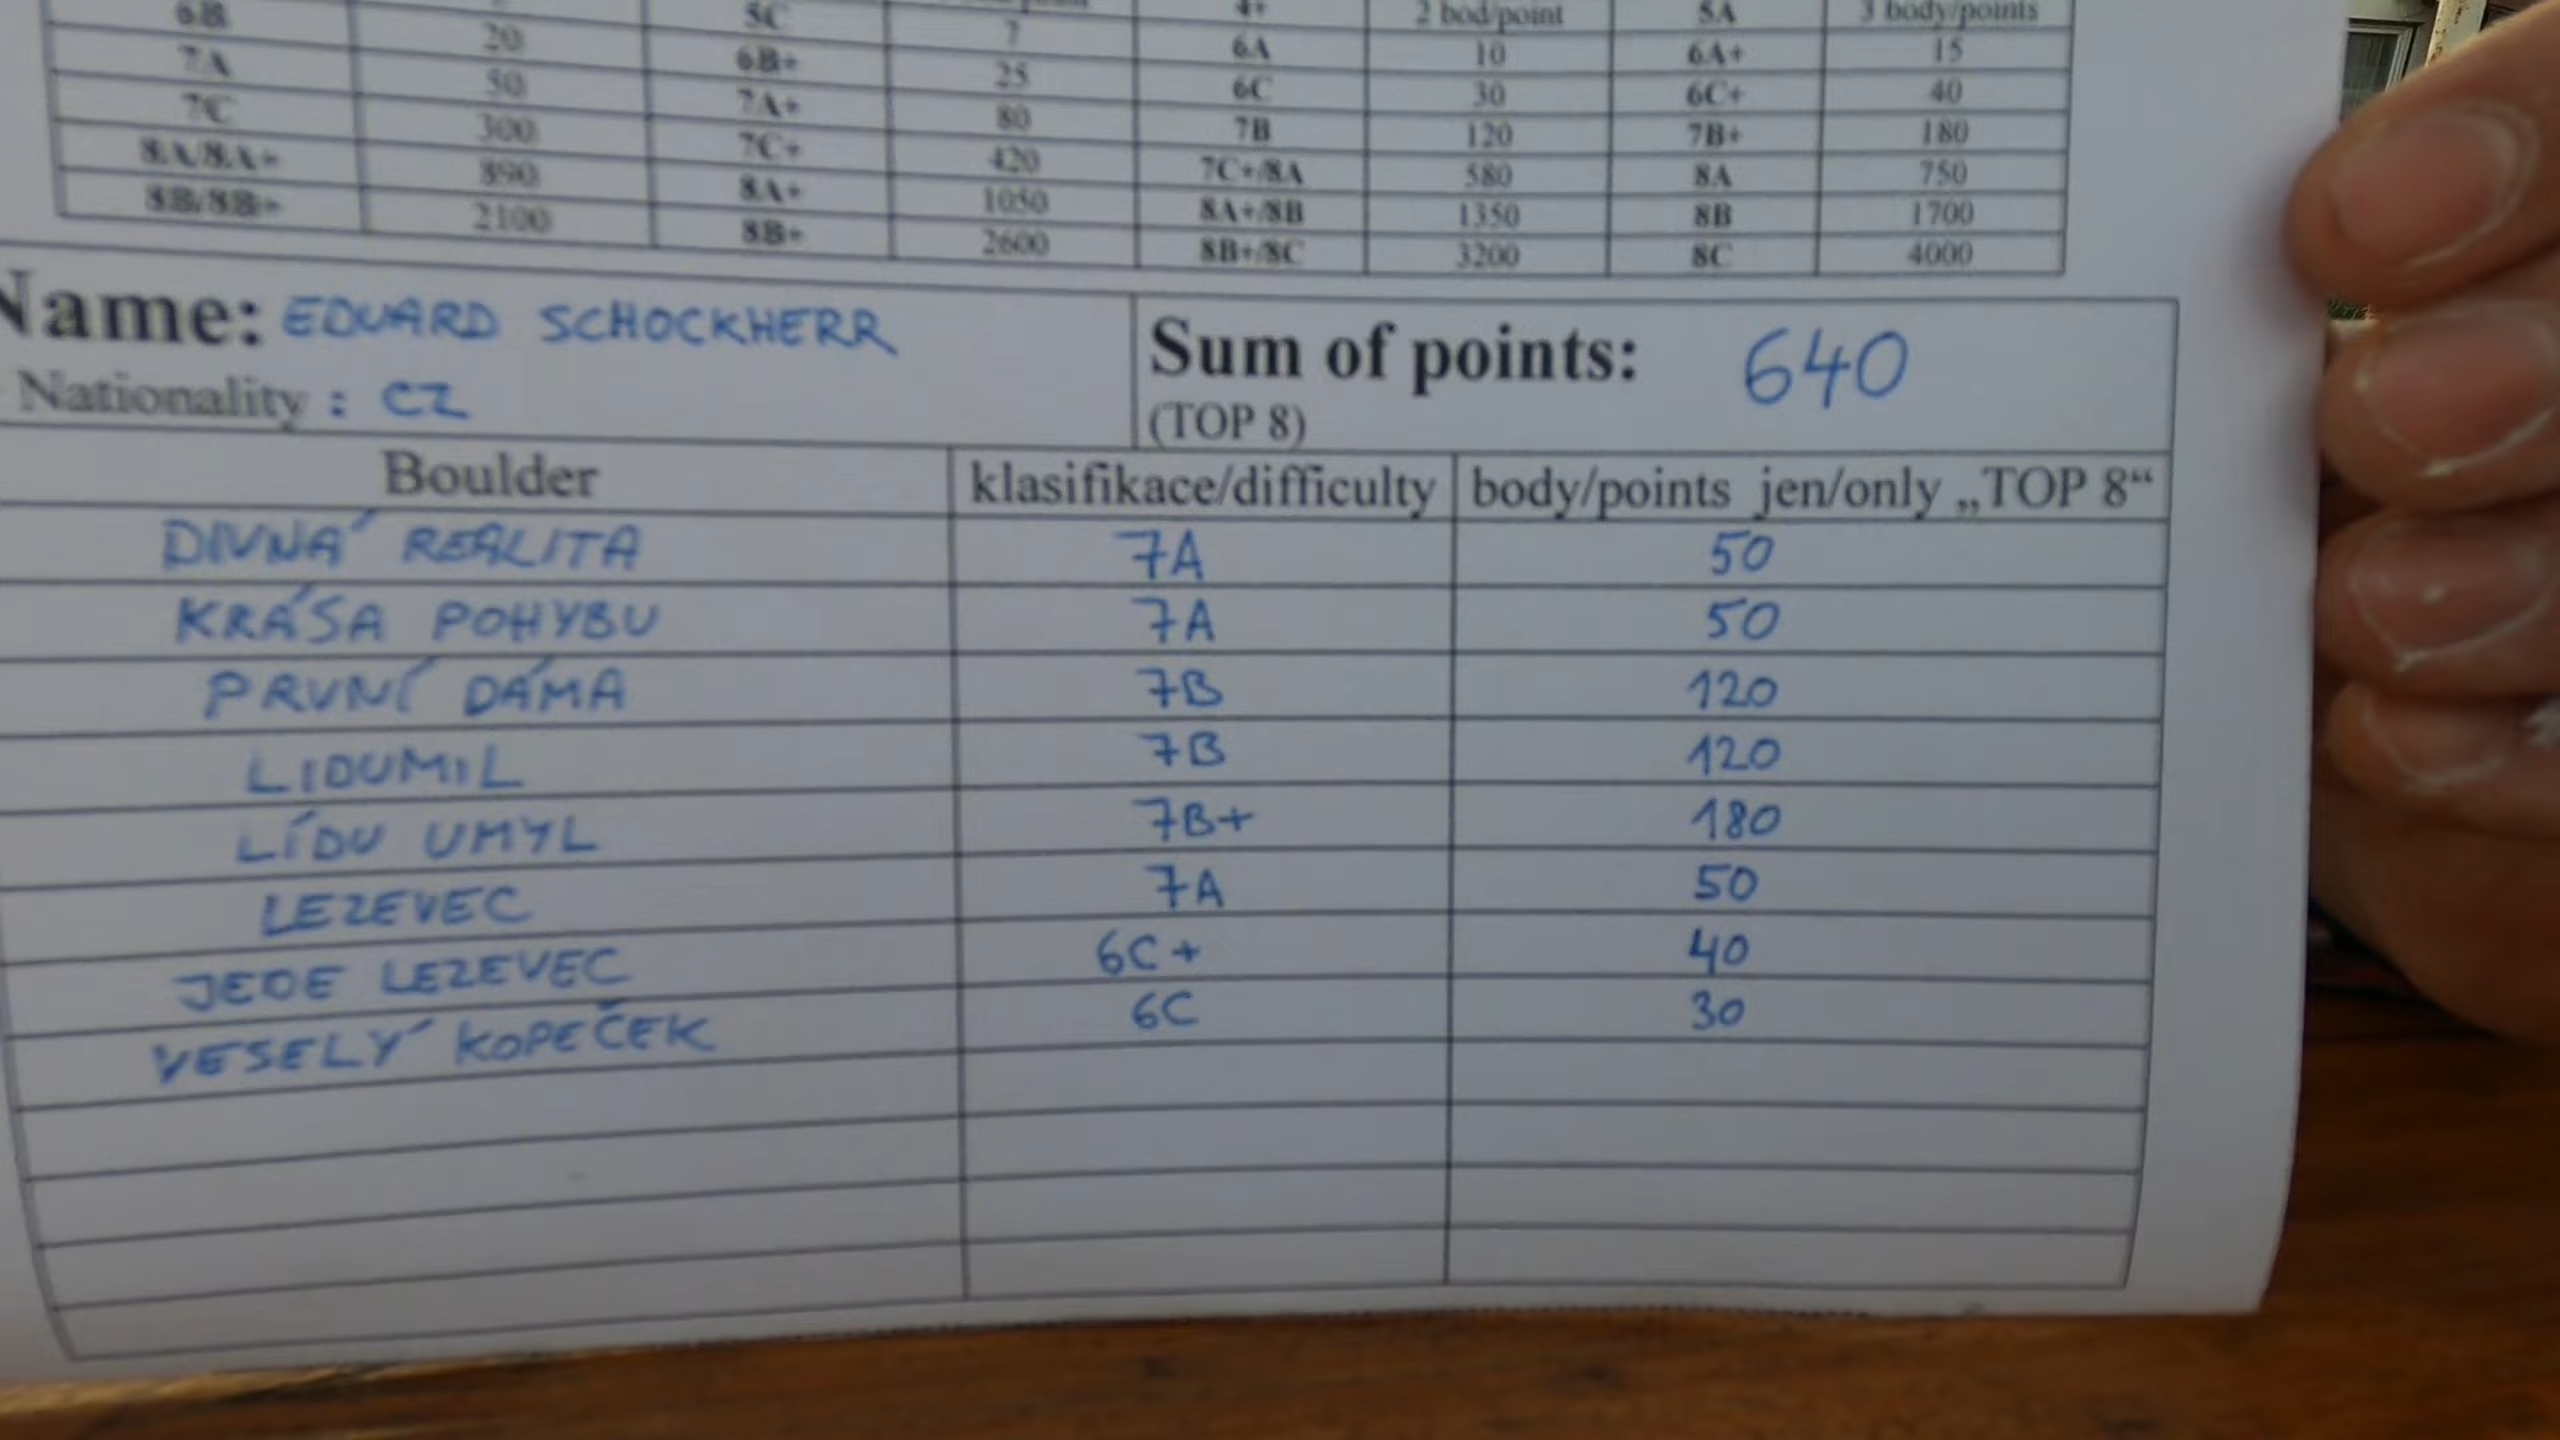 6B 20 5C 7 4+ 2 bod/point 5A 3 body/points
7A 50 6B+ 25 6A 10 6A+ 15
7C 300 7A+ 80 6C 30 6C+ 40
8A/8A+ 890 7C+ 420 7B 120 7B+ 180
8B/8B+ 2100 8A+ 1050 7C+/8A 580 8A 750
8B+ 2600 8A+/8B 1350 8B 1700
8B+/8C 3200 8C 4000
Name: EDUARD SCHOCKHERR
Nationality : CZ
Sum of points: 640
(TOP 8)
Boulder klasifikace/difficulty body/points jen/only „TOP 8“
DIVNÁ REALITA 7A 50
KRÁSA POHYBU 7A 50
PRVNÍ DÁMA 7B 120
LIDUMIL 7B 120
LÍDU UMYL 7B+ 180
LEZEVEC 7A 50
JEDE LEZEVEC 6C+ 40
VESELÝ KOPEČEK 6C 30